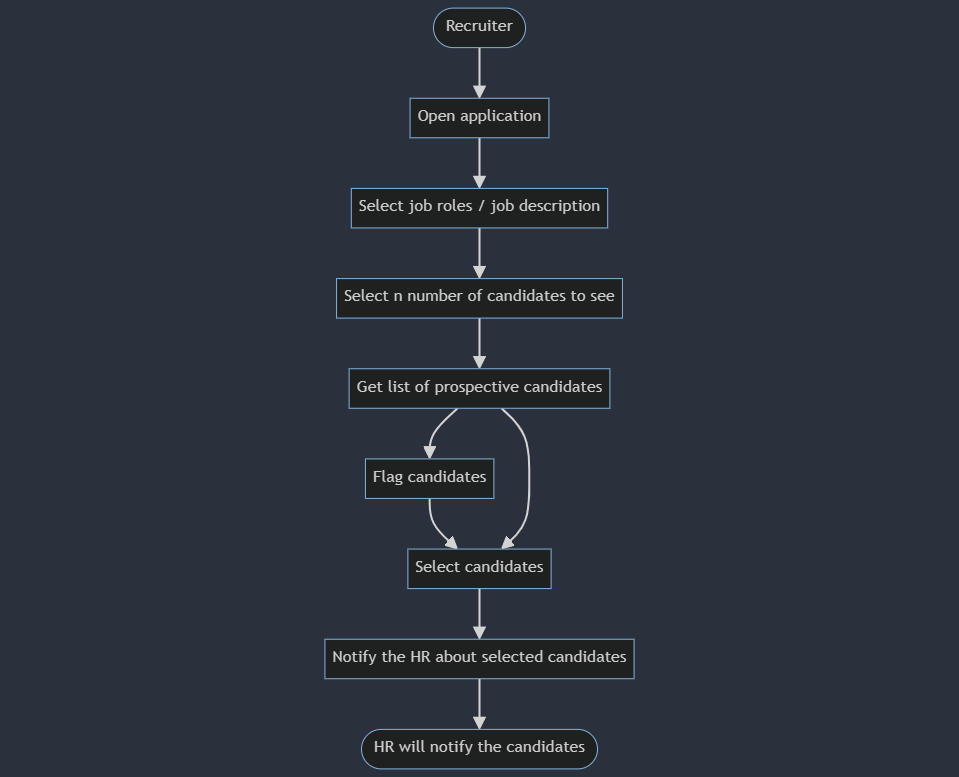 Recruiter
Open application
Select job roles / job description
Select n number of candidates to see
Get list of prospective candidates
Flag candidates
Select candidates
Notify the HR about selected candidates
HR will notify the candidates